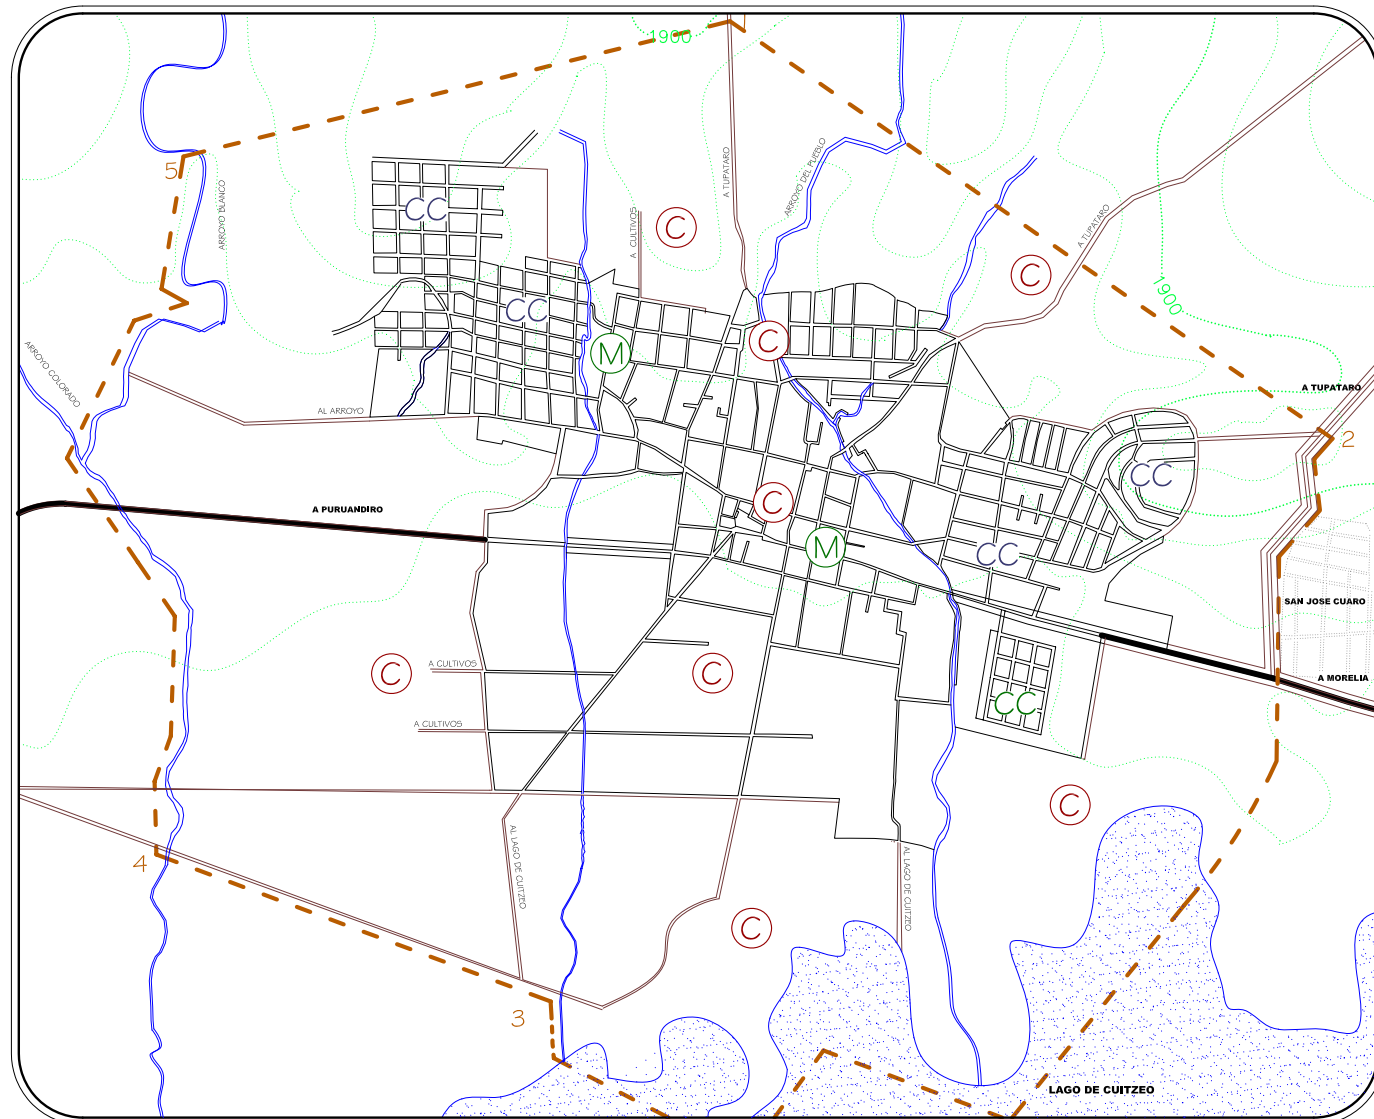 1
1900
5
ARROYO BLANCO
CC
A CULTIVOS
C
A TUPATARO
ARROYO DEL PUEBLO
A TUPATARO
C
1900
CC
C
M
ARROYO COLORADO
AL ARROYO
A TUPATARO
2
CC
A PURUANDIRO
C
M
CC
SAN JOSE CUARO
A CULTIVOS
C
C
A MORELIA
CC
A CULTIVOS
C
4
AL LAGO DE CUITZEO
AL LAGO DE CUITZEO
C
3
LAGO DE CUITZEO